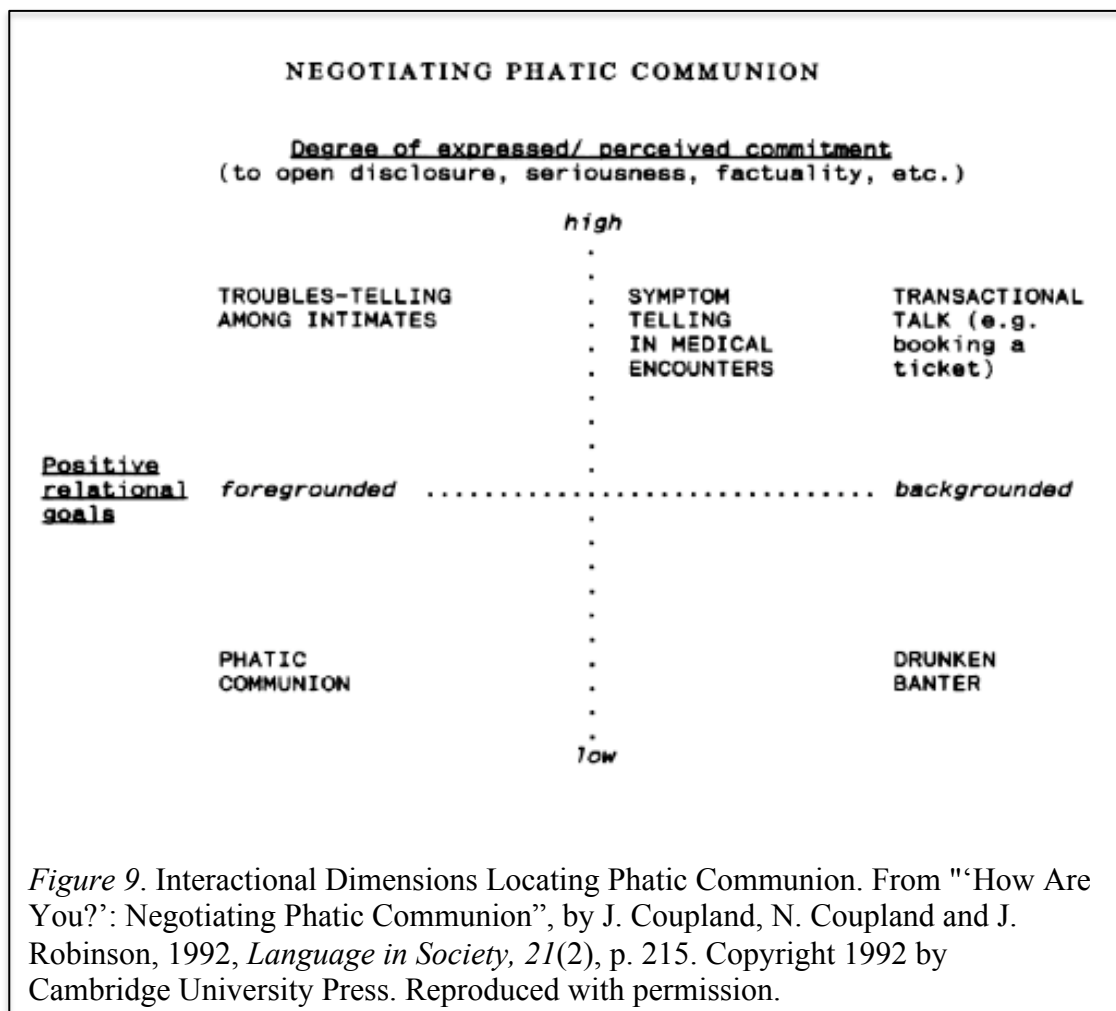 NEGOTIATING PHATIC COMMUNION
Degree of expressed/ perceived commitment
(to open disclosure, seriousness, factuality, etc.)
high
TROUBLES-TELLING SYMPTOM TRANSACTIONAL
AMONG INTIMATES TELLING TALK (e.g.
IN MEDICAL booking a
ENCOUNTERS ticket)
Positive
relational foregrounded ............................... backgrounded
goals
PHATIC DRUNKEN
COMMUNION BANTER
low
Figure 9. Interactional Dimensions Locating Phatic Communion. From "‘How Are
You?’: Negotiating Phatic Communion”, by J. Coupland, N. Coupland and J.
Robinson, 1992, Language in Society, 21(2), p. 215. Copyright 1992 by
Cambridge University Press. Reproduced with permission.